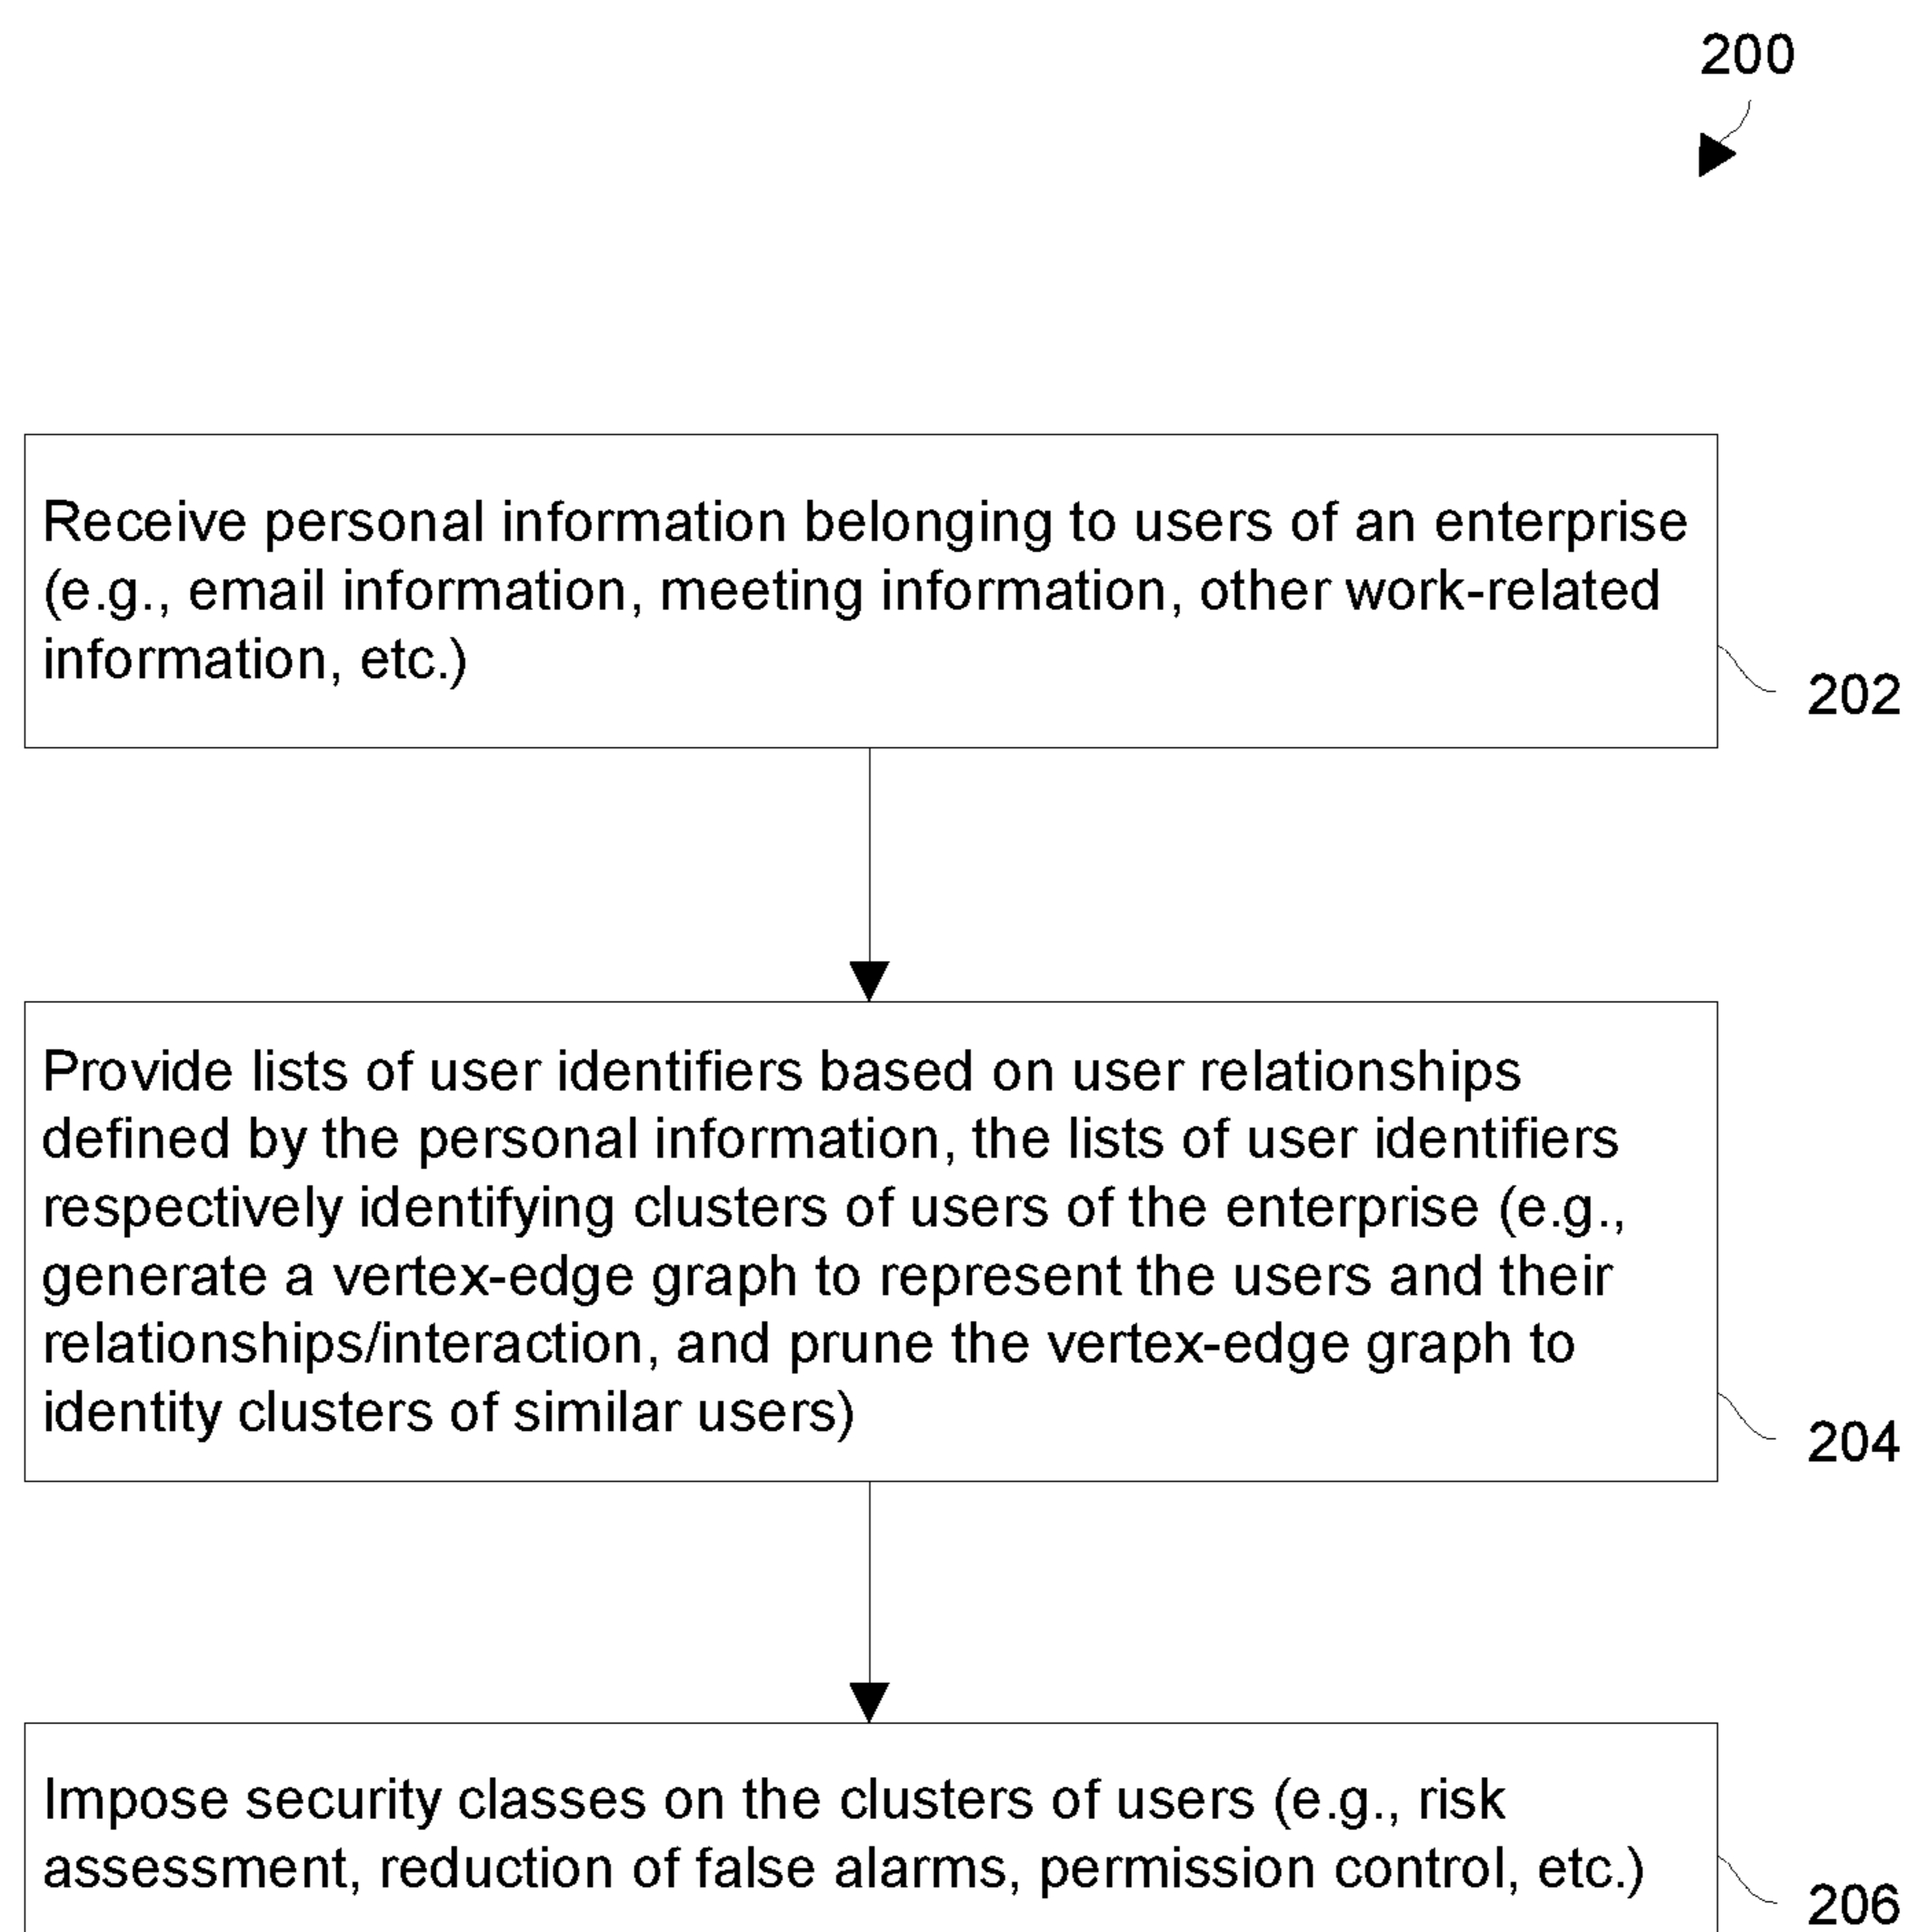 200
Receive personal information belonging to users of an enterprise
(e.g., email information, meeting information, other work-related
information, etc.)
202
Provide lists of user identifiers based on user relationships
defined by the personal information, the lists of user identifiers
respectively identifying clusters of users of the enterprise (e.g.,
generate a vertex-edge graph to represent the users and their
relationships/interaction, and prune the vertex-edge graph to
identity clusters of similar users)
204
Impose security classes on the clusters of users (e.g., risk
assessment, reduction of false alarms, permission control, etc.)
206